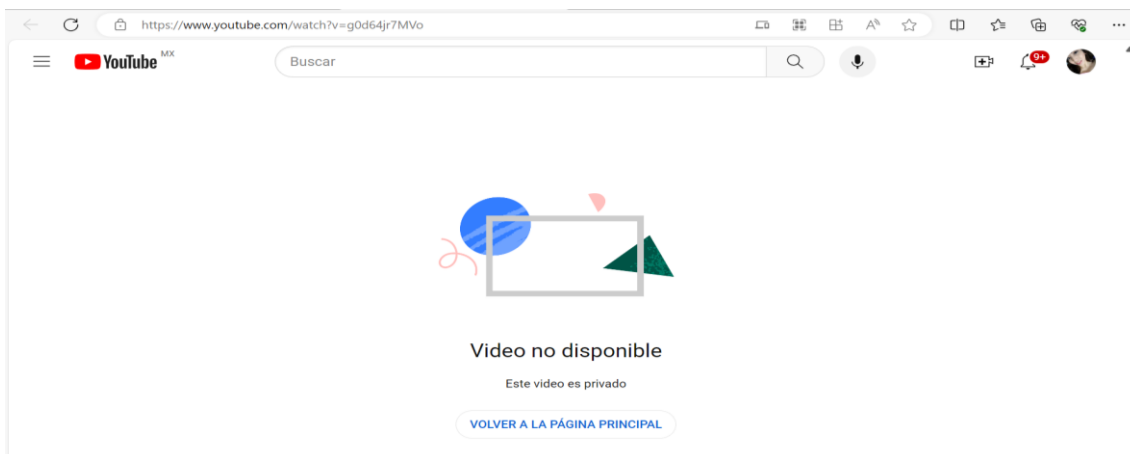 https://www.youtube.com/watch?v=g0d64jr7MVo
YouTube MX
Buscar
9+
Video no disponible
Este video es privado
VOLVER A LA PÁGINA PRINCIPAL